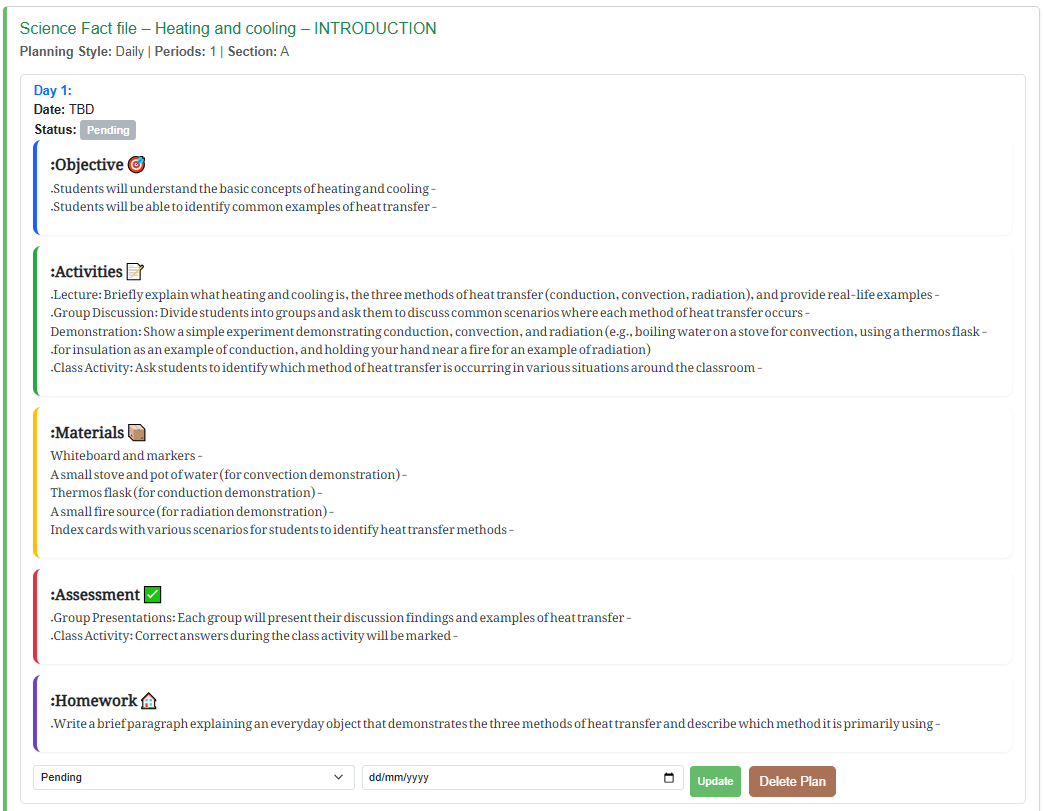 Science Fact file – Heating and cooling – INTRODUCTION
Planning Style: Daily | Periods: 1 | Section: A
Day 1:
Date: TBD
Status: Pending
:Objective 🎯
.Students will understand the basic concepts of heating and cooling -
.Students will be able to identify common examples of heat transfer -
:Activities 📝
.Lecture: Briefly explain what heating and cooling is, the three methods of heat transfer (conduction, convection, radiation), and provide real-life examples -
.Group Discussion: Divide students into groups and ask them to discuss common scenarios where each method of heat transfer occurs -
Demonstration: Show a simple experiment demonstrating conduction, convection, and radiation (e.g., boiling water on a stove for convection, using a thermos flask -
.for insulation as an example of conduction, and holding your hand near a fire for an example of radiation)
.Class Activity: Ask students to identify which method of heat transfer is occurring in various situations around the classroom -
:Materials 📦
Whiteboard and markers -
A small stove and pot of water (for convection demonstration) -
Thermos flask (for conduction demonstration) -
A small fire source (for radiation demonstration) -
Index cards with various scenarios for students to identify heat transfer methods -
:Assessment ✅
.Group Presentations: Each group will present their discussion findings and examples of heat transfer -
.Class Activity: Correct answers during the class activity will be marked -
:Homework 🏠
.Write a brief paragraph explaining an everyday object that demonstrates the three methods of heat transfer and describe which method it is primarily using -
Pending dd/mm/yyyy Update Delete Plan